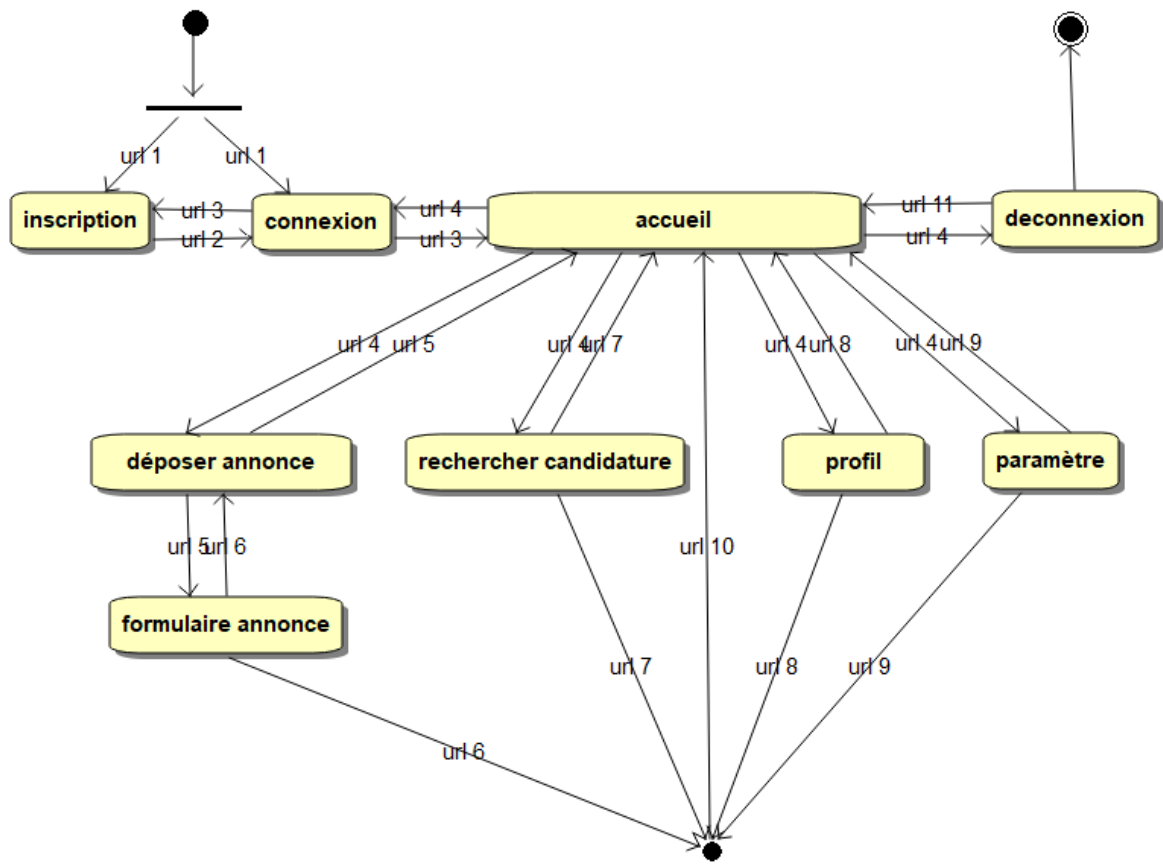 url 1
url 1
inscription
url 3
url 2
connexion
url 4
url 3
accueil
url 11
url 4
deconnexion
url 4
url 5
url 4
url 7
url 4
url 8
url 4
url 9
déposer annonce
rechercher candidature
profil
paramètre
url 5
url 6
url 10
formulaire annonce
url 7
url 8
url 9
url 6